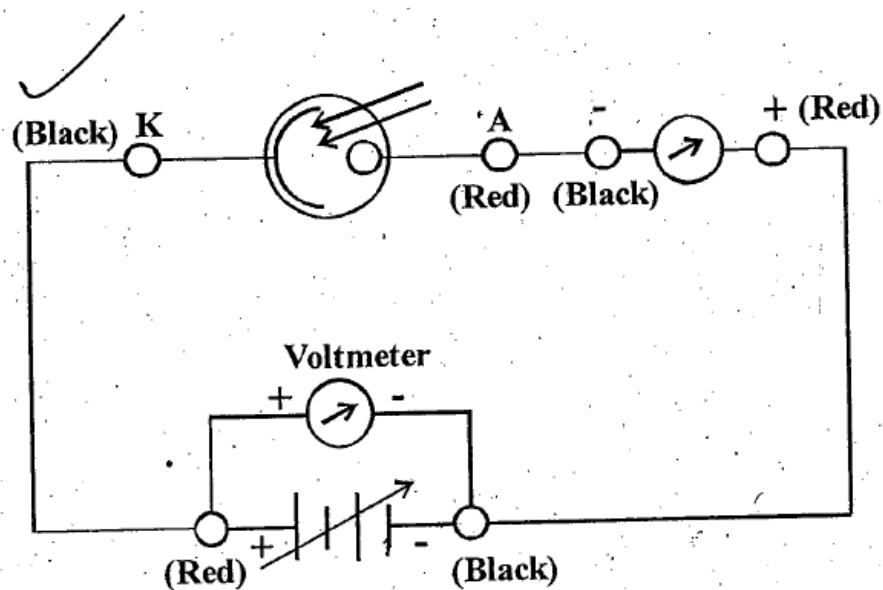 (Black) K
A
-
+ (Red)
(Red) (Black)
Voltmeter
+ -
+ -
(Red) (Black)